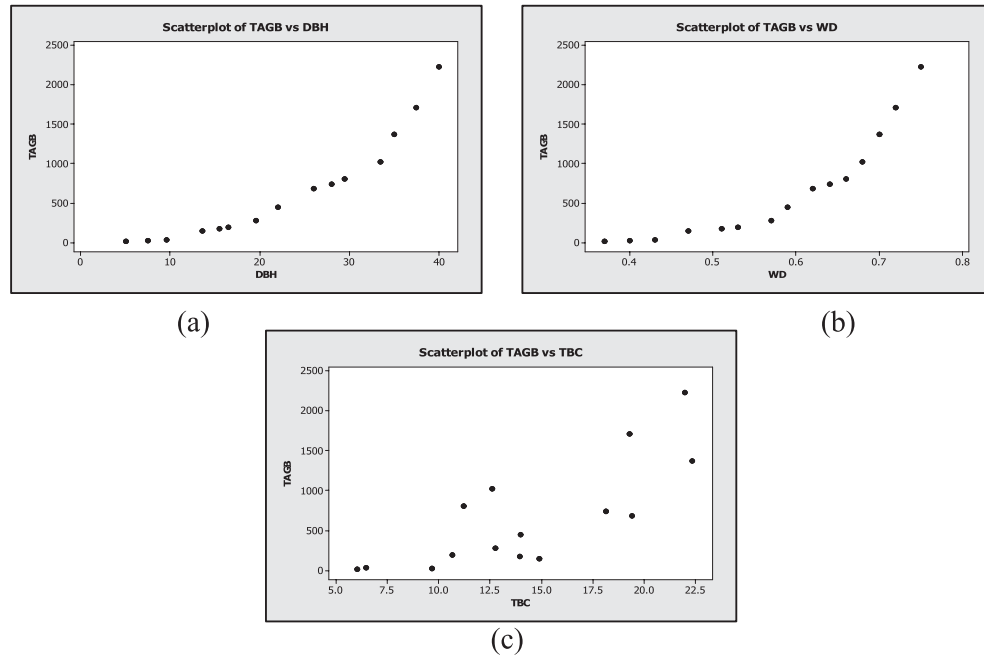 Scatterplot of TAGB vs DBH
2500
2000
1500
1000
500
0
TAGB
0 10 20 30 40
DBH
(a)
Scatterplot of TAGB vs WD
2500
2000
1500
1000
500
0
TAGB
0.4 0.5 0.6 0.7 0.8
WD
(b)
Scatterplot of TAGB vs TBC
2500
2000
1500
1000
500
0
TAGB
5.0 7.5 10.0 12.5 15.0 17.5 20.0 22.5
TBC
(c)